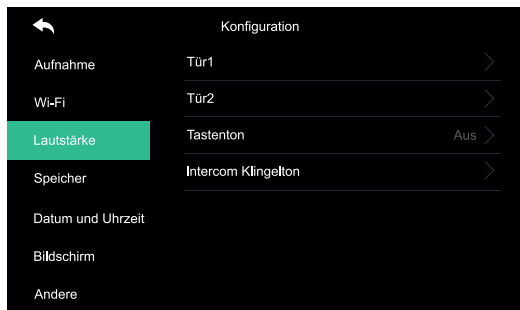 Konfiguration
Aufnahme
Wi-Fi
Lautstärke
Speicher
Datum und Uhrzeit
Bildschirm
Andere
Tür1
Tür2
Tastenton Aus
Intercom Klingelton